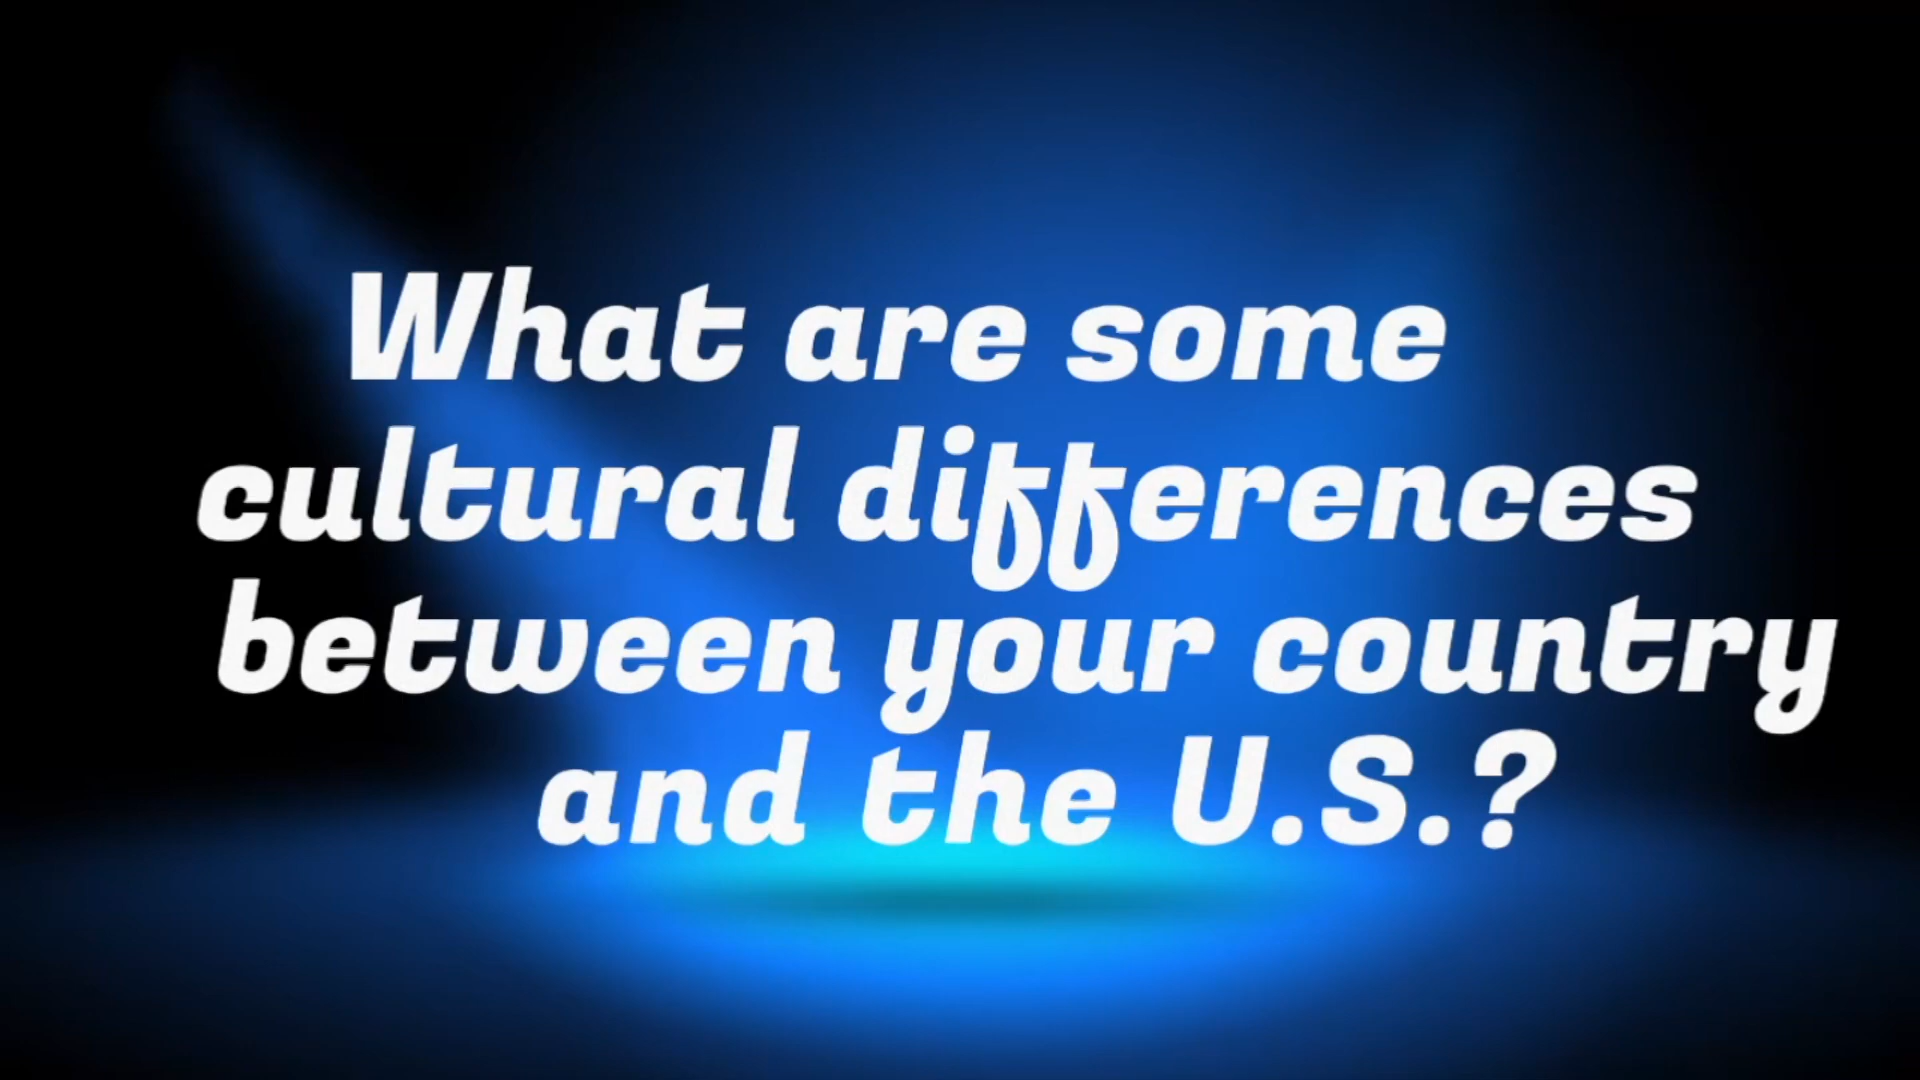 What are some
cultural differences
between your country
and the U.S.?